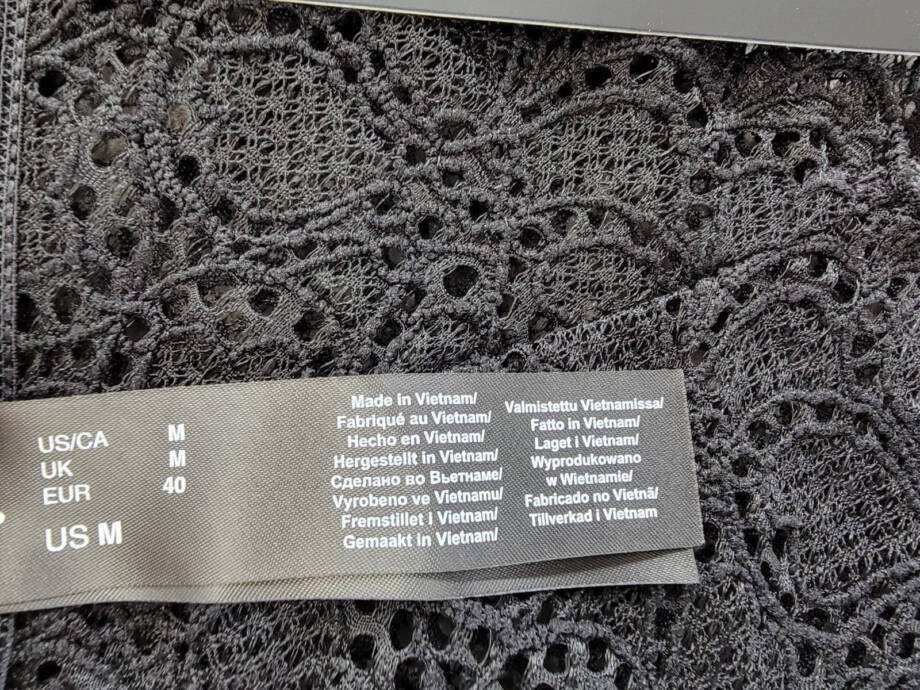 US/CA M
UK M
EUR 40
US M
Made in Vietnam/
Fabriqué au Vietnam/
Hecho en Vietnam/
Hergestellt in Vietnam/
Сделано во Вьетнаме/
Vyrobeno ve Vietnamu/
Fremstillet i Vietnam/
Gemaakt in Vietnam/
Valmistettu Vietnamissa/
Fatto in Vietnam/
Laget i Vietnam/
Wyprodukowano
w Wietnamie/
Fabricado no Vietnã/
Tillverkad i Vietnam